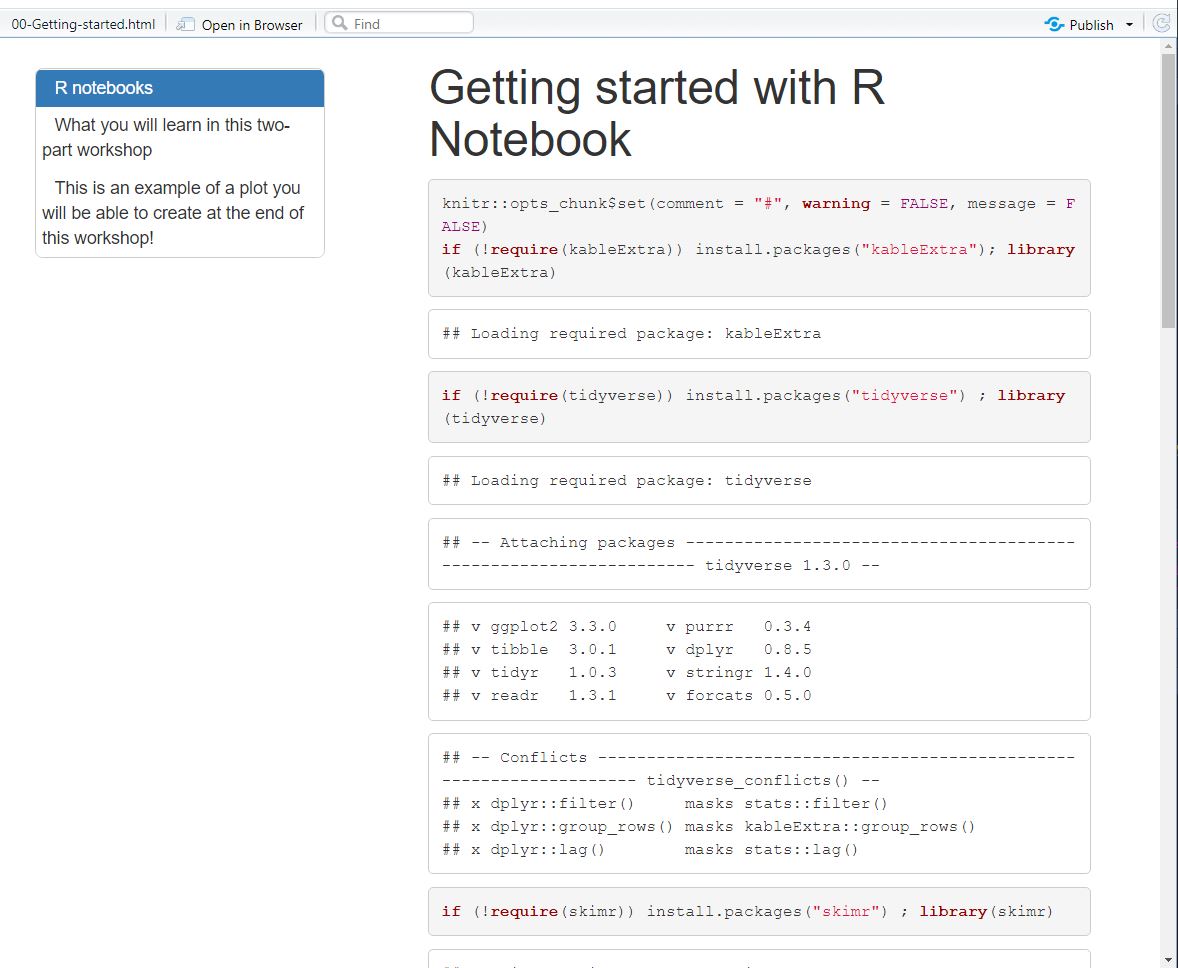 00-Getting-started.html Open in Browser Find Publish
R notebooks
What you will learn in this two-
part workshop
This is an example of a plot you
will be able to create at the end of
this workshop!
Getting started with R
Notebook
knitr::opts_chunk$set(comment = "#", warning = FALSE, message = F
ALSE)
if (!require(kableExtra)) install.packages("kableExtra"); library
(kableExtra)
## Loading required package: kableExtra
if (!require(tidyverse)) install.packages("tidyverse") ; library
(tidyverse)
## Loading required package: tidyverse
## -- Attaching packages ----------------------------------------
-------------------------- tidyverse 1.3.0 --
## v ggplot2 3.3.0     v purrr   0.3.4
## v tibble  3.0.1     v dplyr   0.8.5
## v tidyr   1.0.3     v stringr 1.4.0
## v readr   1.3.1     v forcats 0.5.0
## -- Conflicts -------------------------------------------------
-------------------- tidyverse_conflicts() --
## x dplyr::filter()     masks stats::filter()
## x dplyr::group_rows() masks kableExtra::group_rows()
## x dplyr::lag()        masks stats::lag()
if (!require(skimr)) install.packages("skimr") ; library(skimr)